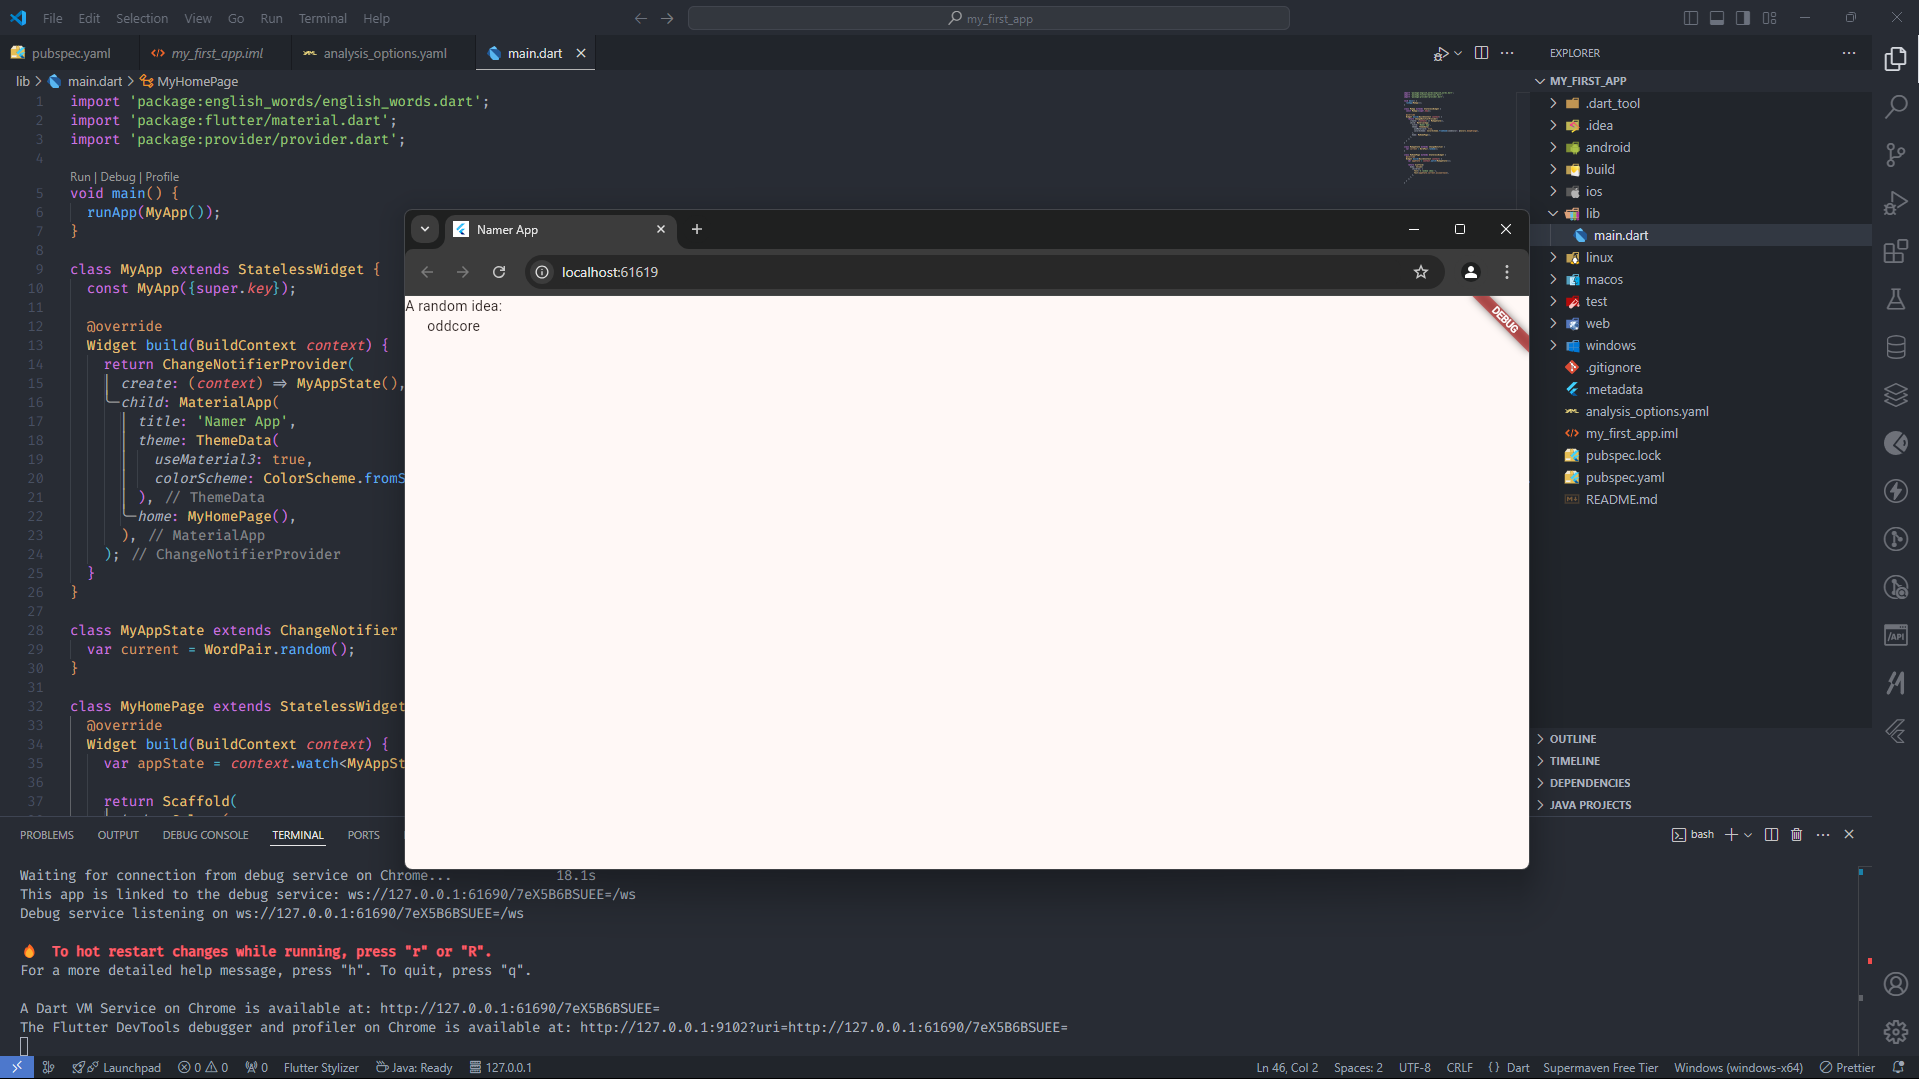 File Edit Selection View Go Run Terminal Help
my_first_app
pubspec.yaml my_first_app.iml analysis_options.yaml main.dart
lib > main.dart > MyHomePage
1 import 'package:english_words/english_words.dart';
2 import 'package:flutter/material.dart';
3 import 'package:provider/provider.dart';
4
Run | Debug | Profile
5 void main() {
6 runApp(MyApp());
7 }
8
9 class MyApp extends StatelessWidget {
10 const MyApp({super.key});
11
12 @override
13 Widget build(BuildContext context) {
14 return ChangeNotifierProvider(
15 create: (context) => MyAppState(),
16 child: MaterialApp(
17 title: 'Namer App',
18 theme: ThemeData(
19 useMaterial3: true,
20 colorScheme: ColorScheme.fromS
21 ), // ThemeData
22 home: MyHomePage(),
23 ), // MaterialApp
24 ); // ChangeNotifierProvider
25 }
26 }
27
28 class MyAppState extends ChangeNotifier
29 var current = WordPair.random();
30 }
31
32 class MyHomePage extends StatelessWidget
33 @override
34 Widget build(BuildContext context) {
35 var appState = context.watch<MyAppSt
36
37 return Scaffold(
Namer App
localhost:61619
A random idea:
oddcore
DEBUG
EXPLORER
MY_FIRST_APP
.dart_tool
.idea
android
build
ios
lib
main.dart
linux
macos
test
web
windows
.gitignore
.metadata
analysis_options.yaml
my_first_app.iml
pubspec.lock
pubspec.yaml
README.md
OUTLINE
TIMELINE
DEPENDENCIES
JAVA PROJECTS
/API
PROBLEMS OUTPUT DEBUG CONSOLE TERMINAL PORTS
bash
Waiting for connection from debug service on Chrome... 18.1s
This app is linked to the debug service: ws://127.0.0.1:61690/7eX5B6BSUEE=/ws
Debug service listening on ws://127.0.0.1:61690/7eX5B6BSUEE=/ws
To hot restart changes while running, press "r" or "R".
For a more detailed help message, press "h". To quit, press "q".
A Dart VM Service on Chrome is available at: http://127.0.0.1:61690/7eX5B6BSUEE=
The Flutter DevTools debugger and profiler on Chrome is available at: http://127.0.0.1:9102?uri=http://127.0.0.1:61690/7eX5B6BSUEE=
Launchpad 0 0 0 Flutter Stylizer Java: Ready 127.0.0.1
Ln 46, Col 2 Spaces: 2 UTF-8 CRLF { } Dart Supermaven Free Tier Windows (windows-x64) Prettier